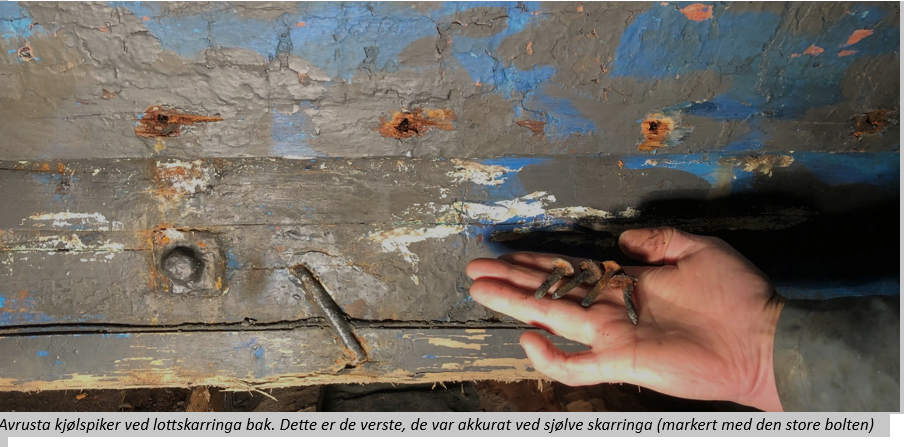 Avrusta kjølspiker ved lottskarringa bak. Dette er de verste, de var akkurat ved sjølve skarringa (markert med den store bolten)